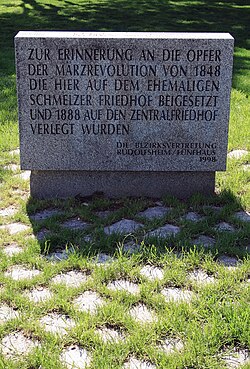 ZUR ERINNERUNG AN DIE OPFER
DER MÄRZREVOLUTION VON 1848
DIE HIER AUF DEM EHEMALIGEN
SCHMELZER FRIEDHOF BEIGESETZT
UND 1888 AUF DEN ZENTRALFRIEDHOF
VERLEGT WURDEN
DIE BEZIRKSVERTRETUNG
RUDOLFSHEIM-FÜNFHAUS
1998